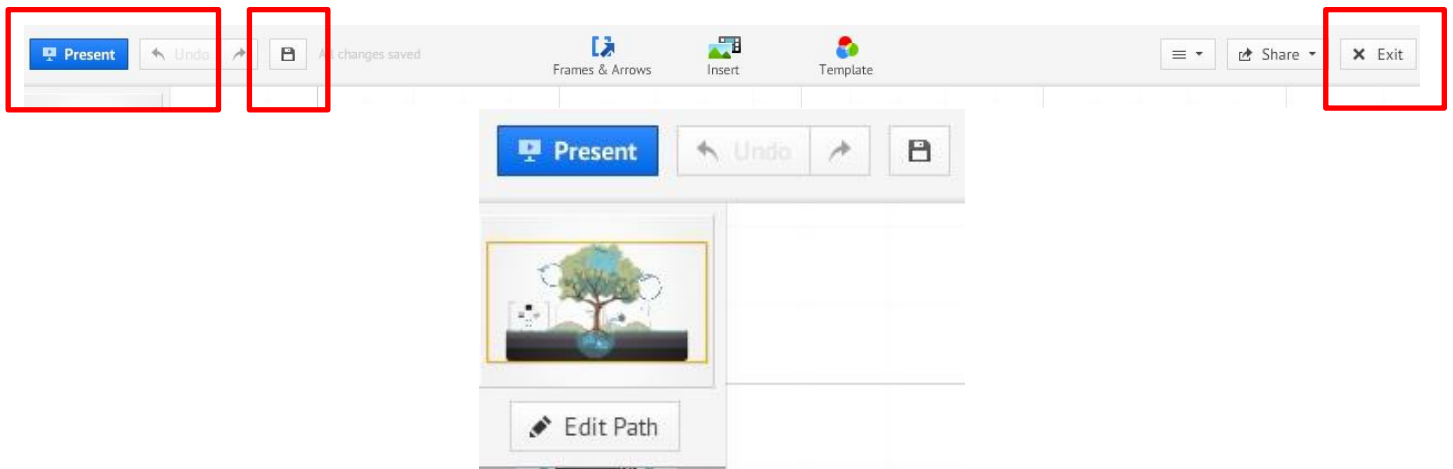 Present Undo All changes saved Frames & Arrows Insert Template Share Exit
Present Undo
Edit Path